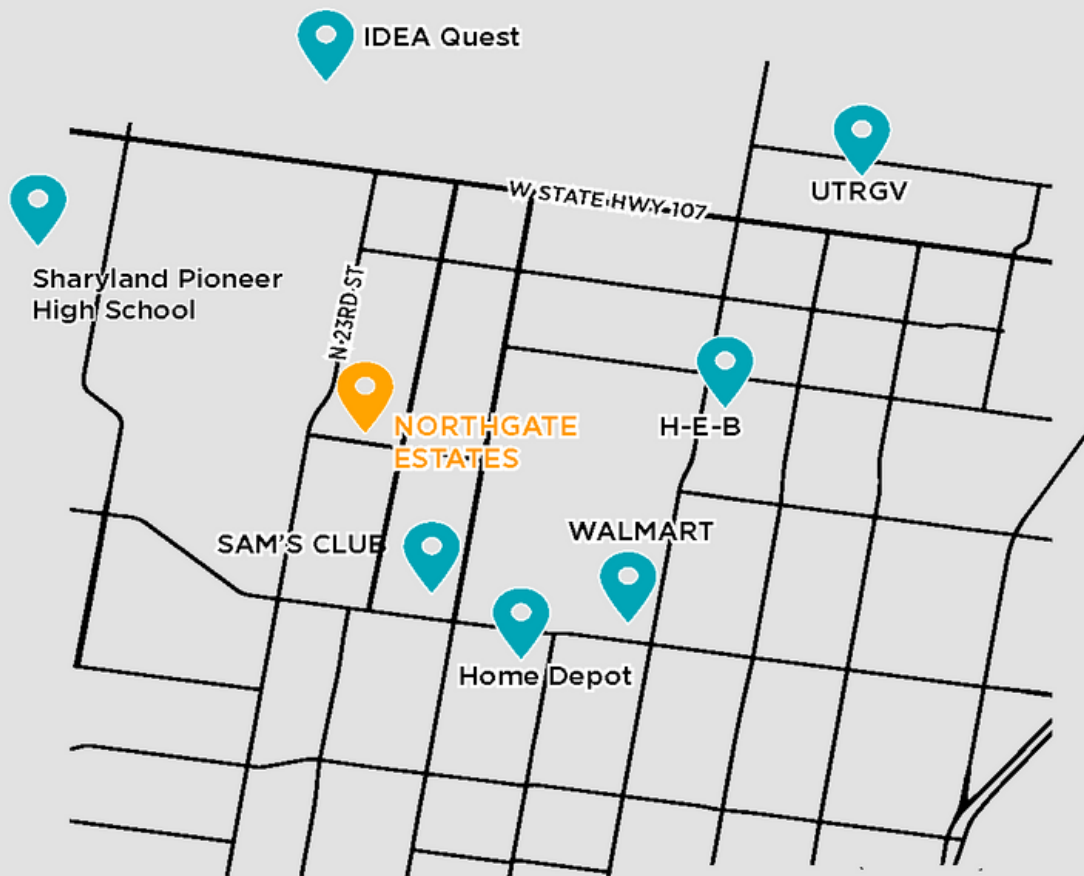 IDEA Quest
UTRGV
W STATE HWY 107
Sharyland Pioneer
High School
N 23RD ST
NORTHGATE
ESTATES
H-E-B
SAM'S CLUB
WALMART
Home Depot